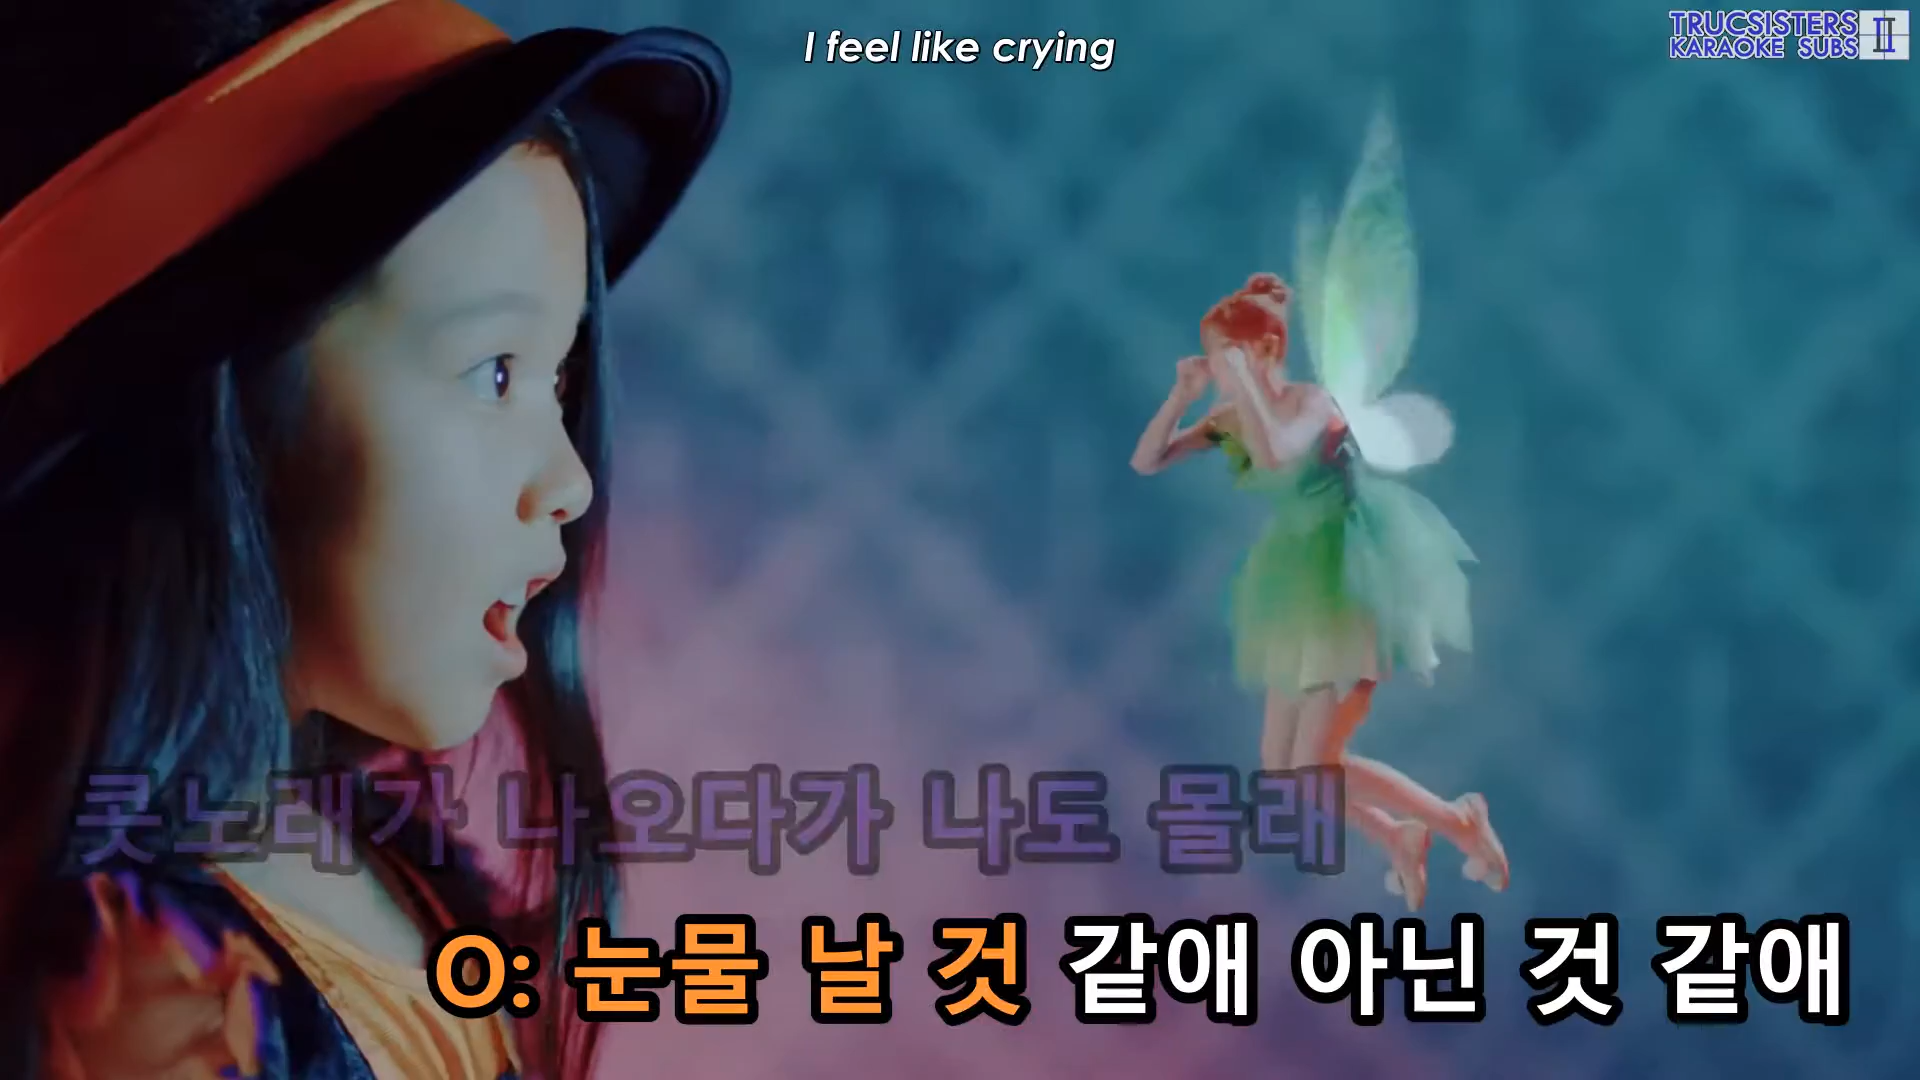 I feel like crying
TRUCSISTERS
KARAOKE SUBS II
콧노래가 나오다가 나도 몰래
O: 눈물 날 것 같애 아닌 것 같애